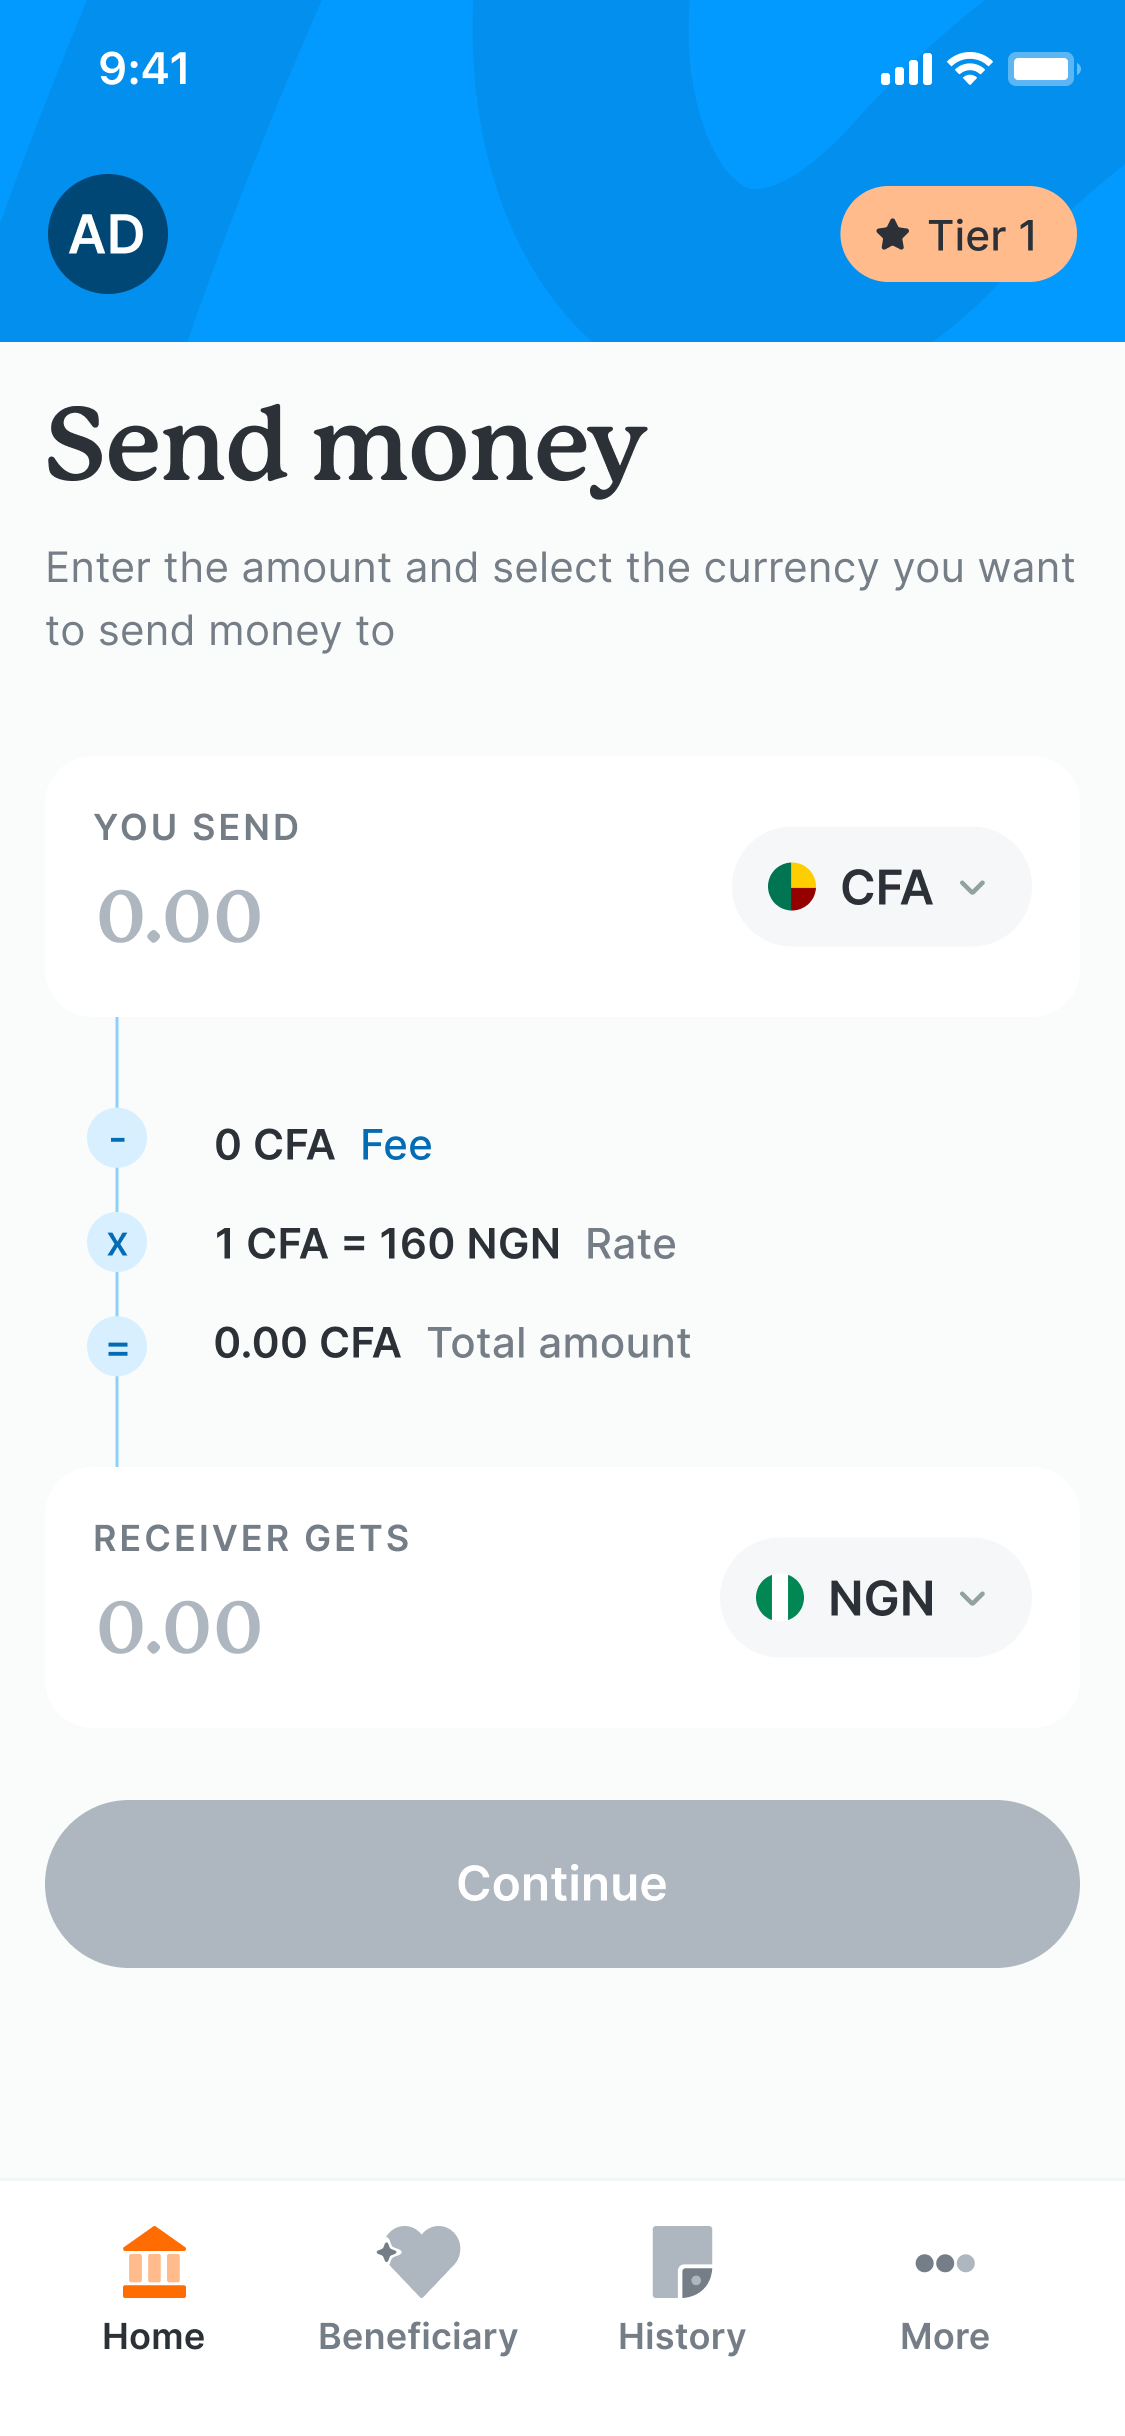 9:41
AD
Tier 1
Send money
Enter the amount and select the currency you want
to send money to
YOU SEND
0.00
CFA
-
0 CFA Fee
x
1 CFA = 160 NGN Rate
=
0.00 CFA Total amount
RECEIVER GETS
0.00
NGN
Continue
Home
Beneficiary
History
More